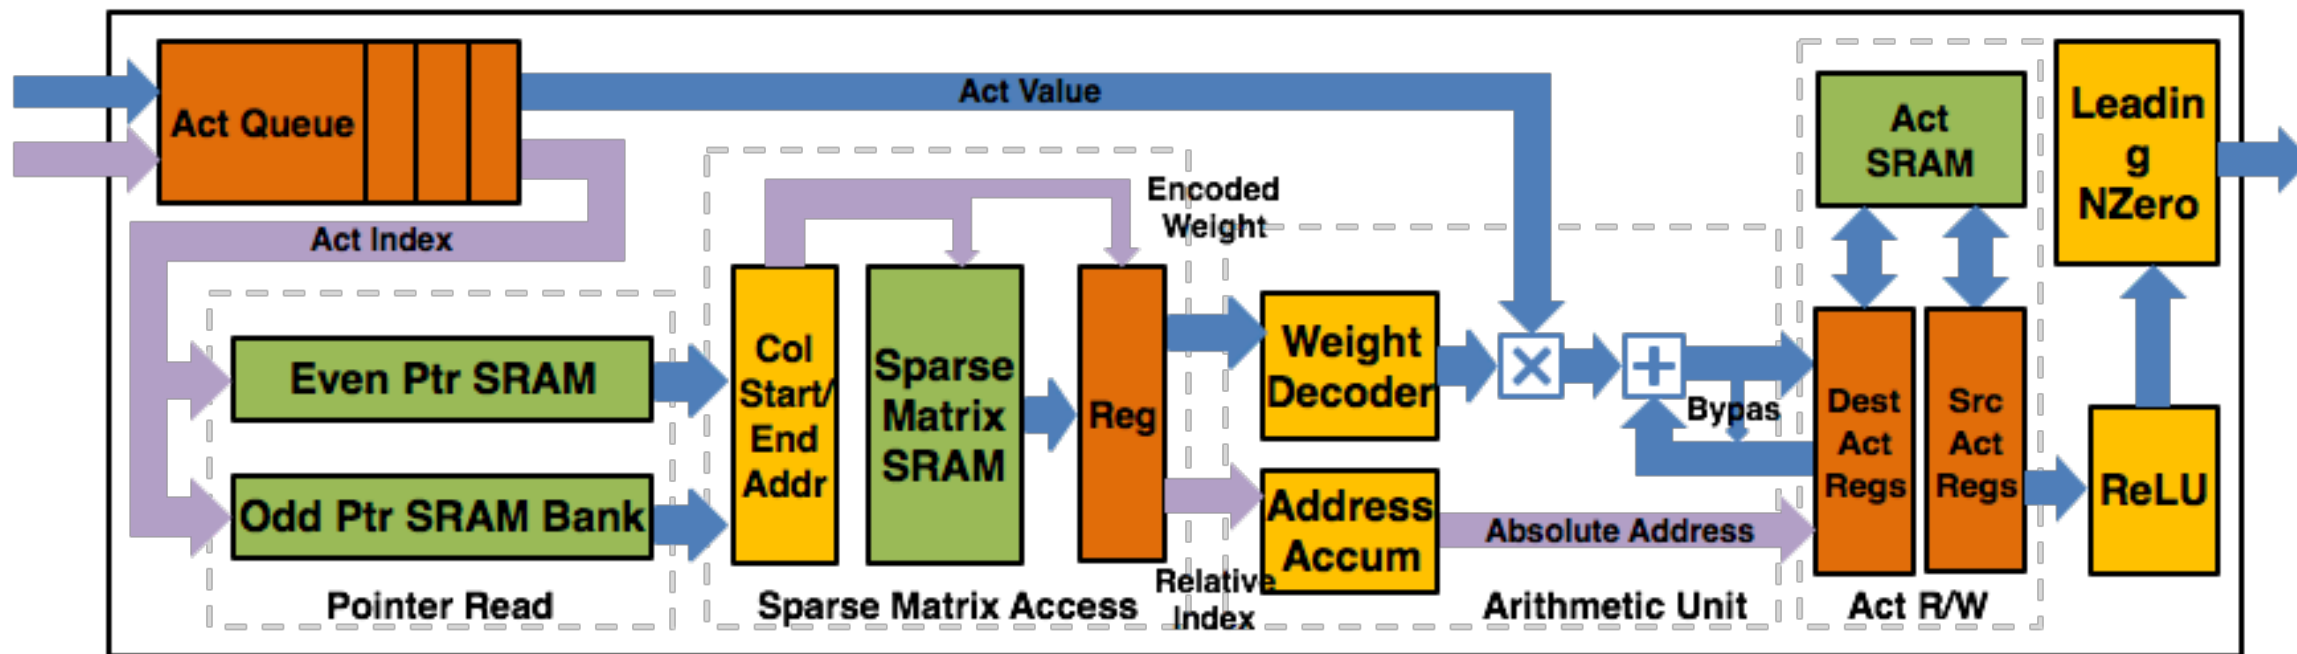 Act Queue
Act Value
Act Index
Even Ptr SRAM
Odd Ptr SRAM Bank
Pointer Read
Col
Start/
End
Addr
Sparse
Matrix
SRAM
Reg
Sparse Matrix Access
Encoded
Weight
Relative
Index
Weight
Decoder
Address
Accum
×
+
Bypas
Absolute Address
Arithmetic Unit
Act
SRAM
Dest
Act
Regs
Src
Act
Regs
Act R/W
Leadin
g
NZero
ReLU